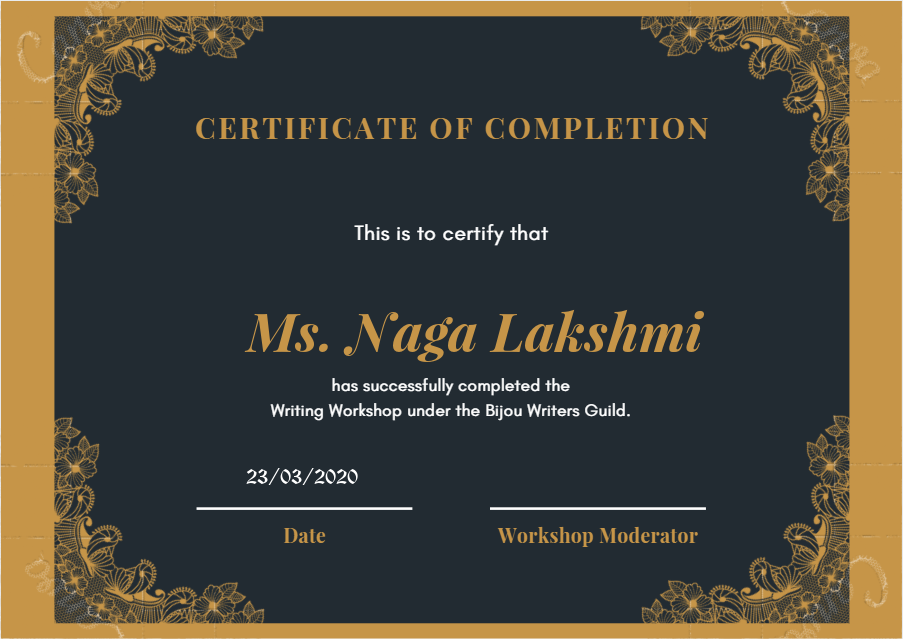 CERTIFICATE OF COMPLETION
This is to certify that
Ms. Naga Lakshmi
has successfully completed the
Writing Workshop under the Bijou Writers Guild.
23/03/2020
Date
Workshop Moderator